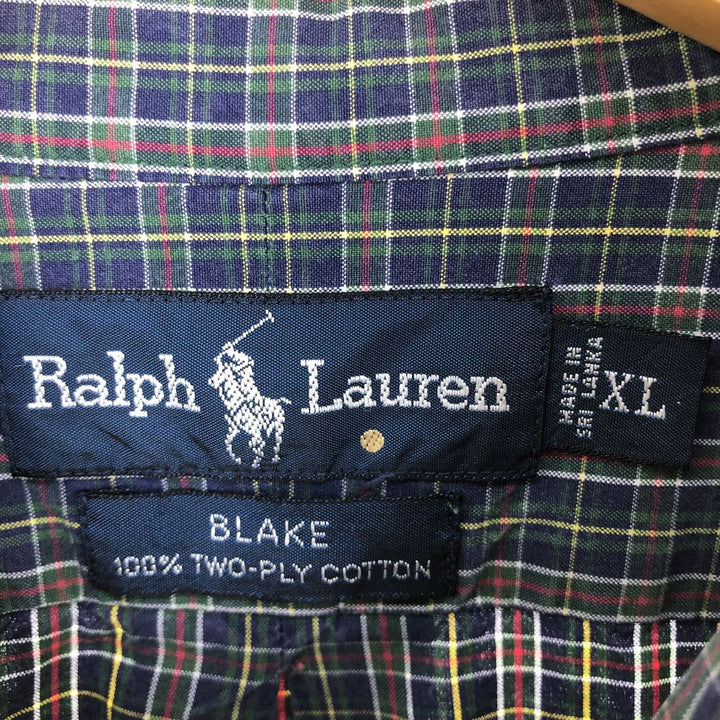 Ralph Lauren
MADE IN
SRI LANKA
XL
BLAKE
100% TWO-PLY COTTON